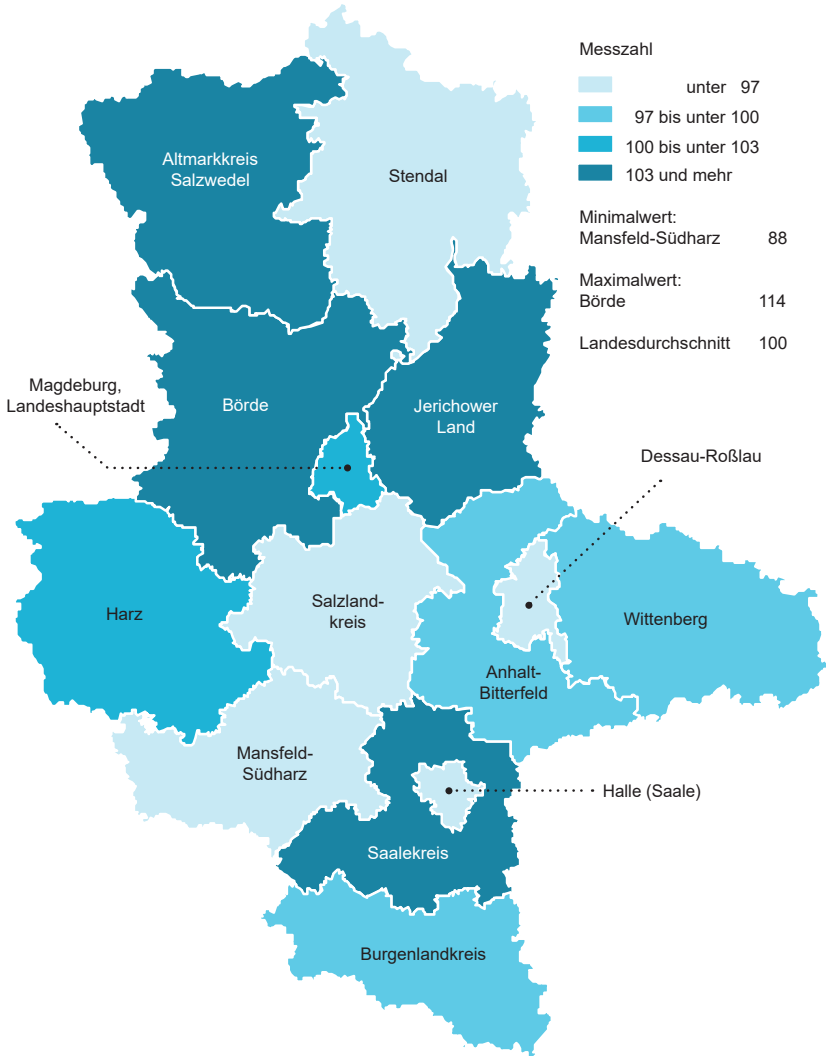 Messzahl
unter 97
97 bis unter 100
100 bis unter 103
103 und mehr
Minimalwert:
Mansfeld-Südharz 88
Maximalwert:
Börde 114
Landesdurchschnitt 100
Altmarkkreis
Salzwedel
Stendal
Magdeburg,
Landeshauptstadt
Börde
Jerichower
Land
Dessau-Roßlau
Harz
Salzland-
kreis
Wittenberg
Anhalt-
Bitterfeld
Mansfeld-
Südharz
Halle (Saale)
Saalekreis
Burgenlandkreis